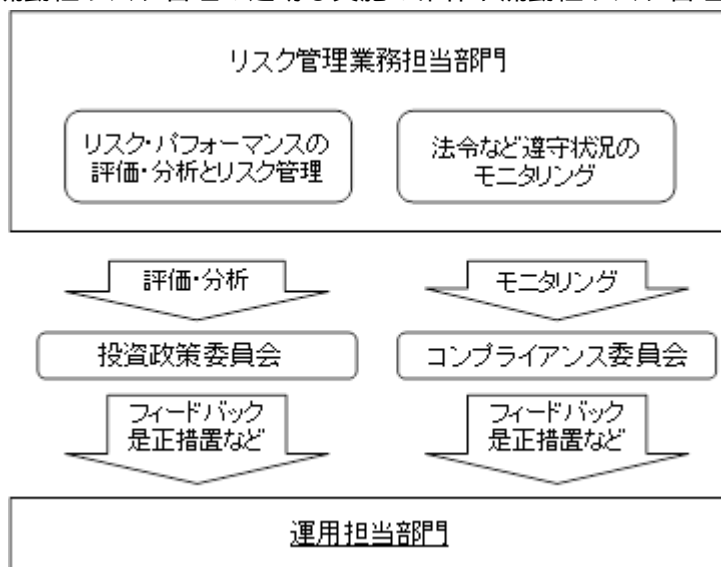 リスク管理業務担当部門
リスク・パフォーマンスの
評価・分析とリスク管理
法令など遵守状況の
モニタリング
評価・分析
モニタリング
投資政策委員会
コンプライアンス委員会
フィードバック
是正措置など
フィードバック
是正措置など
運用担当部門